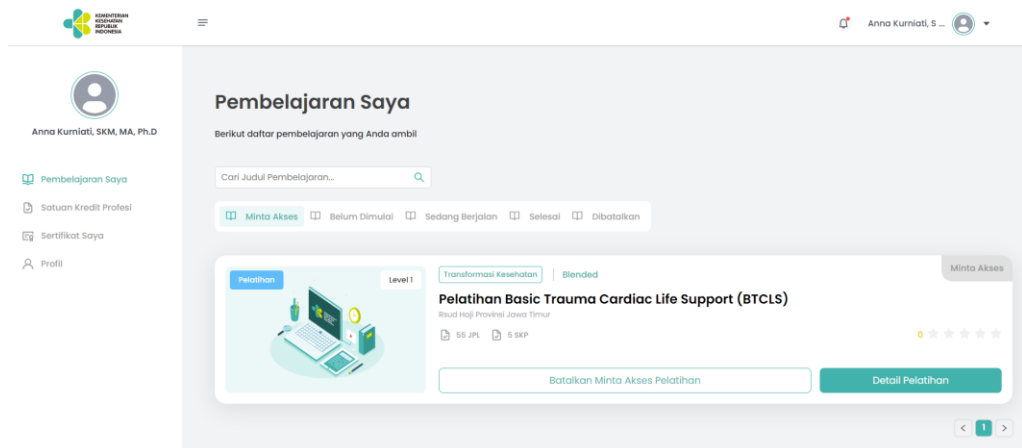 KEMENTERIAN
KESEHATAN
REPUBLIK
INDONESIA
Anna Kurniati, S ...
Anna Kurniati, SKM, MA, Ph.D
Pembelajaran Saya
Satuan Kredit Profesi
Sertifikat Saya
Profil
Pembelajaran Saya
Berikut daftar pembelajaran yang Anda ambil
Cari Judul Pembelajaran...
Minta Akses Belum Dimulai Sedang Berjalan Selesai Dibatalkan
Pelatihan Level 1
Transformasi Kesehatan Blended
Minta Akses
Pelatihan Basic Trauma Cardiac Life Support (BTCLS)
Rsud Haji Provinsi Jawa Timur
55 JPL 5 SKP
0
Batalkan Minta Akses Pelatihan Detail Pelatihan
< 1 >